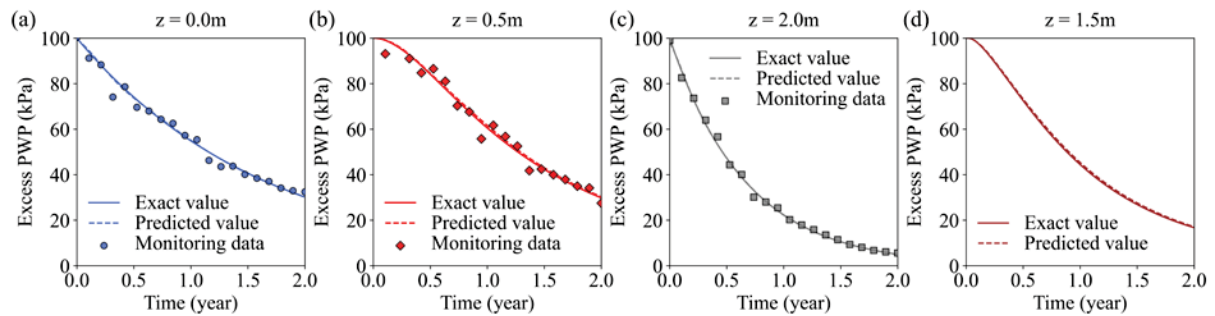 (a) z = 0.0m
Excess PWP (kPa)
100
80
60
40
20
0
Exact value
Predicted value
Monitoring data
0.0 0.5 1.0 1.5 2.0
Time (year)
(b) z = 0.5m
Excess PWP (kPa)
100
80
60
40
20
0
Exact value
Predicted value
Monitoring data
0.0 0.5 1.0 1.5 2.0
Time (year)
(c) z = 2.0m
Excess PWP (kPa)
100
80
60
40
20
0
Exact value
Predicted value
Monitoring data
0.0 0.5 1.0 1.5 2.0
Time (year)
(d) z = 1.5m
Excess PWP (kPa)
100
80
60
40
20
0
Exact value
Predicted value
0.0 0.5 1.0 1.5 2.0
Time (year)